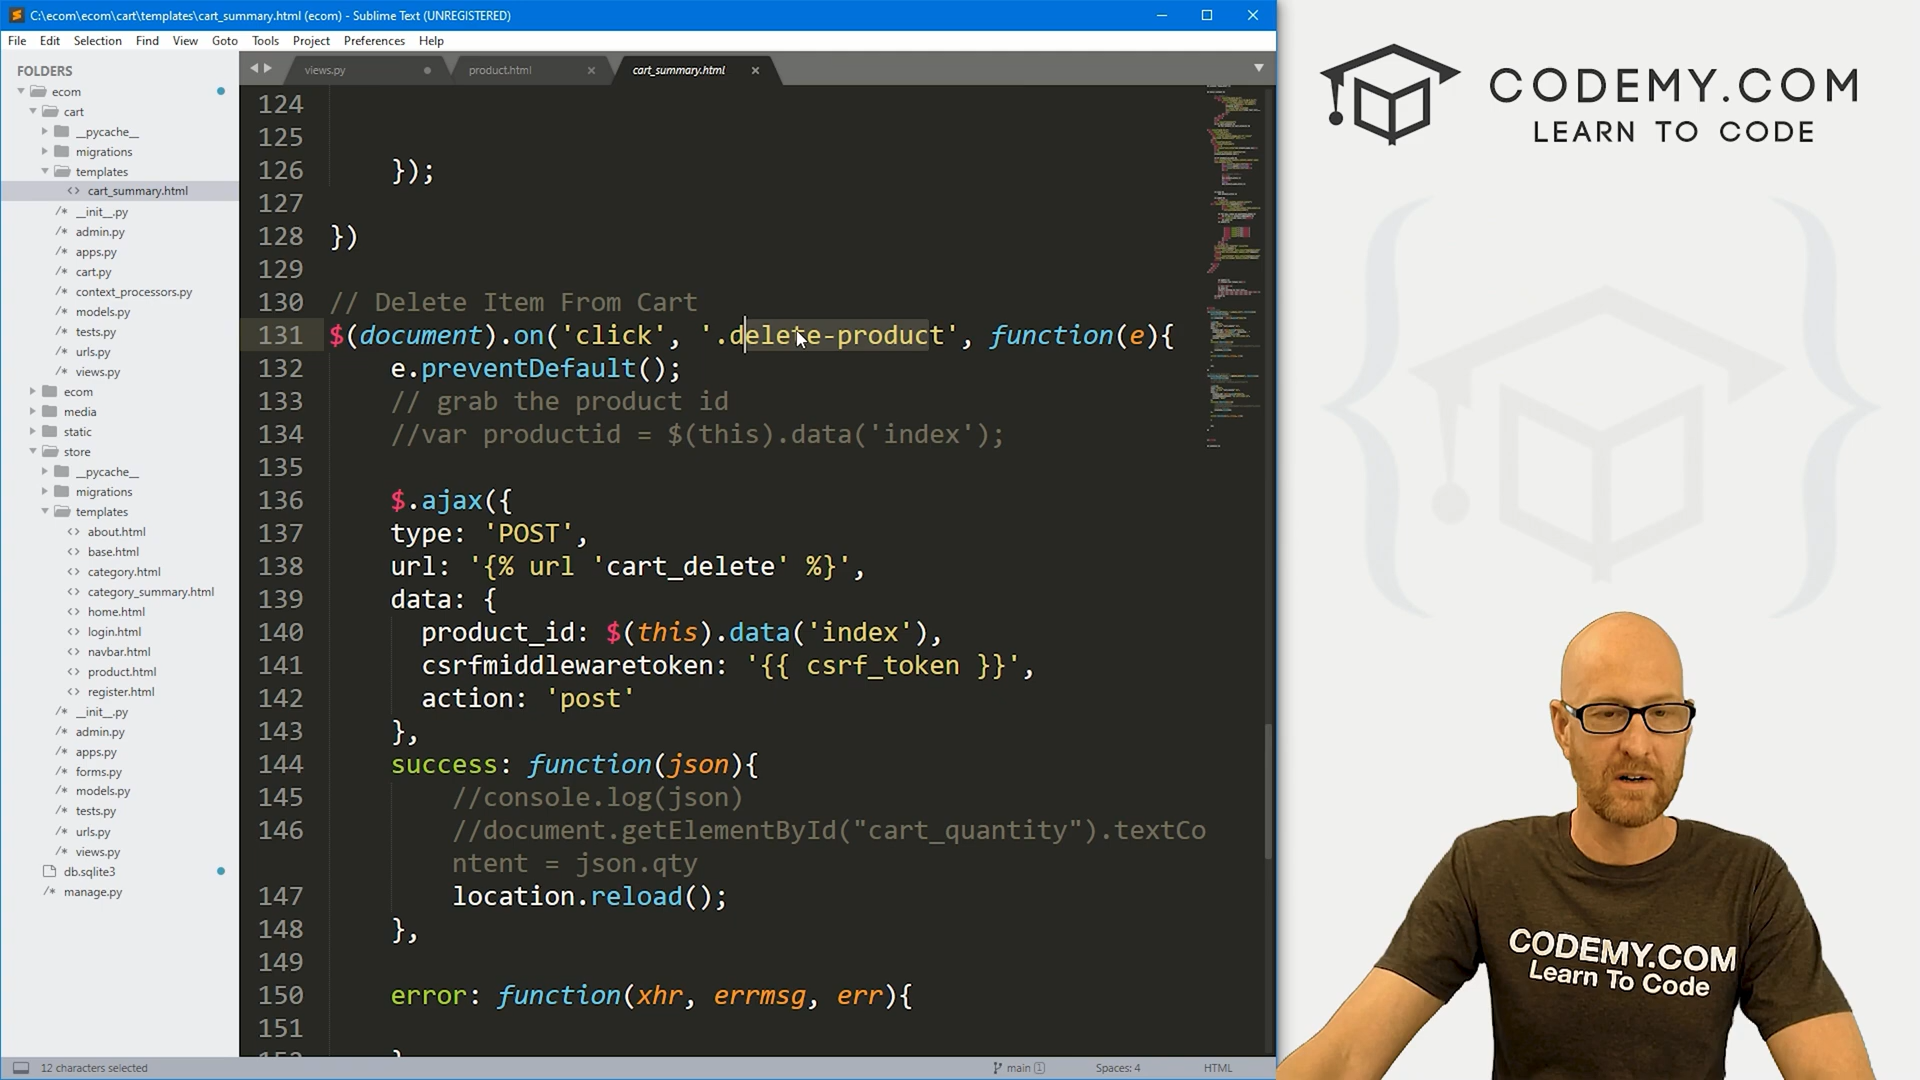 C:\ecom\ecom\cart\templates\cart_summary.html (ecom) - Sublime Text (UNREGISTERED)
File Edit Selection Find View Goto Tools Project Preferences Help
FOLDERS
ecom
cart
__pycache__
migrations
templates
cart_summary.html
__init__.py
admin.py
apps.py
cart.py
context_processors.py
models.py
tests.py
urls.py
views.py
ecom
media
static
store
__pycache__
migrations
templates
about.html
base.html
category.html
category_summary.html
home.html
login.html
navbar.html
product.html
register.html
__init__.py
admin.py
apps.py
forms.py
models.py
tests.py
urls.py
views.py
db.sqlite3
manage.py
views.py product.html cart_summary.html
124
125
126 });
127
128 })
129
130 // Delete Item From Cart
131 $(document).on('click', '.delete-product', function(e){
132 e.preventDefault();
133 // grab the product id
134 //var productid = $(this).data('index');
135
136 $.ajax({
137 type: 'POST',
138 url: '{% url 'cart_delete' %}',
139 data: {
140 product_id: $(this).data('index'),
141 csrfmiddlewaretoken: '{{ csrf_token }}',
142 action: 'post'
143 },
144 success: function(json){
145 //console.log(json)
146 //document.getElementById("cart_quantity").textCo
ntent = json.qty
147 location.reload();
148 },
149
150 error: function(xhr, errmsg, err){
151
12 characters selected
main 1
Spaces: 4
HTML
CODEMY.COM
LEARN TO CODE
CODEMY.COM
Learn To Code